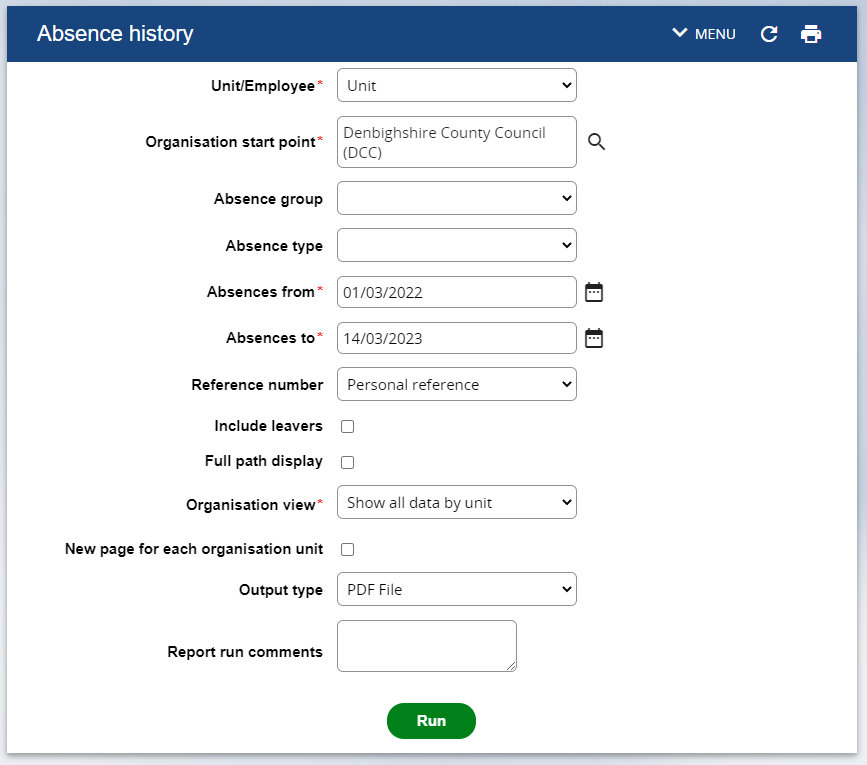 Absence history
MENU
Unit/Employee*
Unit
Organisation start point*
Denbighshire County Council
(DCC)
Absence group
Absence type
Absences from*
01/03/2022
Absences to*
14/03/2023
Reference number
Personal reference
Include leavers
Full path display
Organisation view*
Show all data by unit
New page for each organisation unit
Output type
PDF File
Report run comments
Run